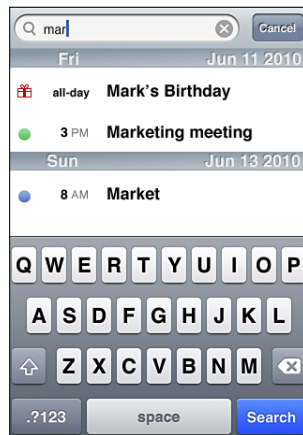 mar Cancel
Fri Jun 11 2010
all-day Mark's Birthday
3 PM Marketing meeting
Sun Jun 13 2010
8 AM Market
Q W E R T Y U I O P
A S D F G H J K L
Z X C V B N M
.?123 space Search